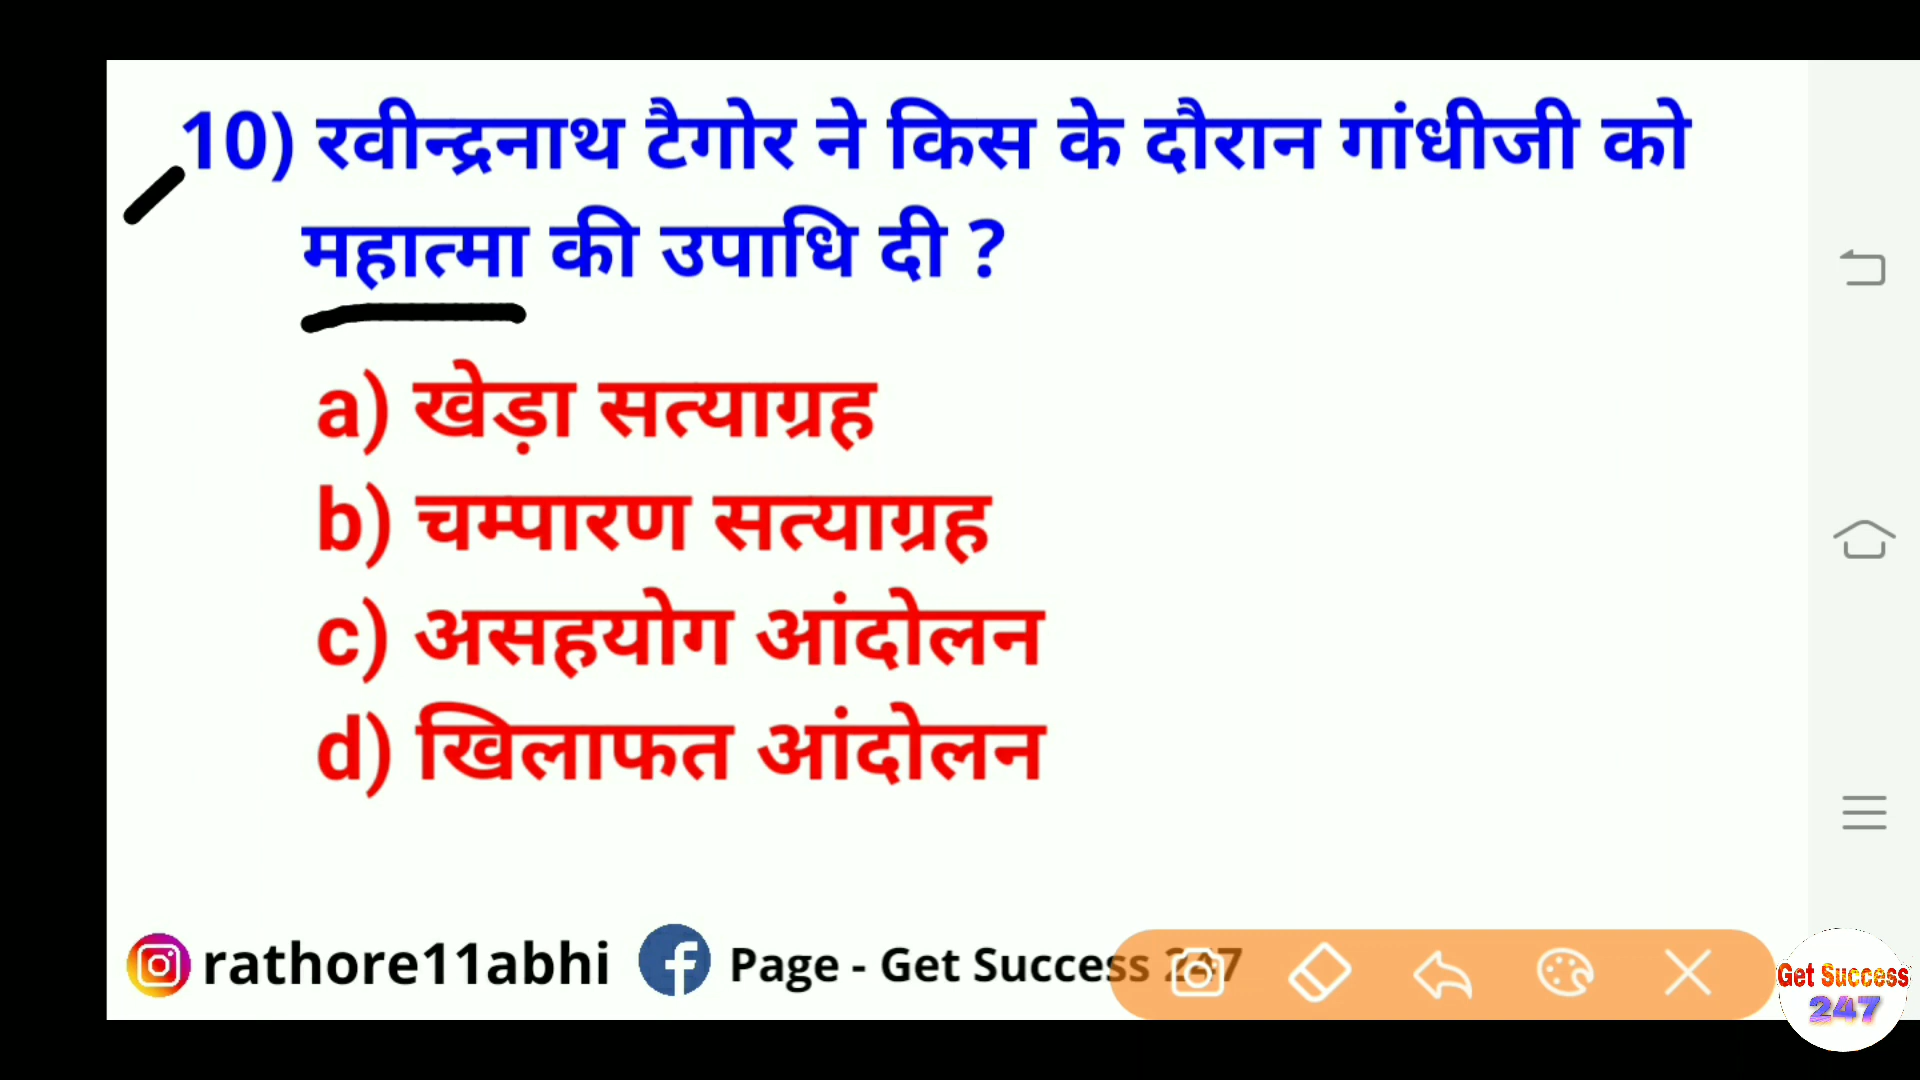 10) रवीन्द्रनाथ टैगोर ने किस के दौरान गांधीजी को
महात्मा की उपाधि दी ?
a) खेड़ा सत्याग्रह
b) चम्पारण सत्याग्रह
c) असहयोग आंदोलन
d) खिलाफत आंदोलन
rathore11abhi Page - Get Success 247
Get Success
247